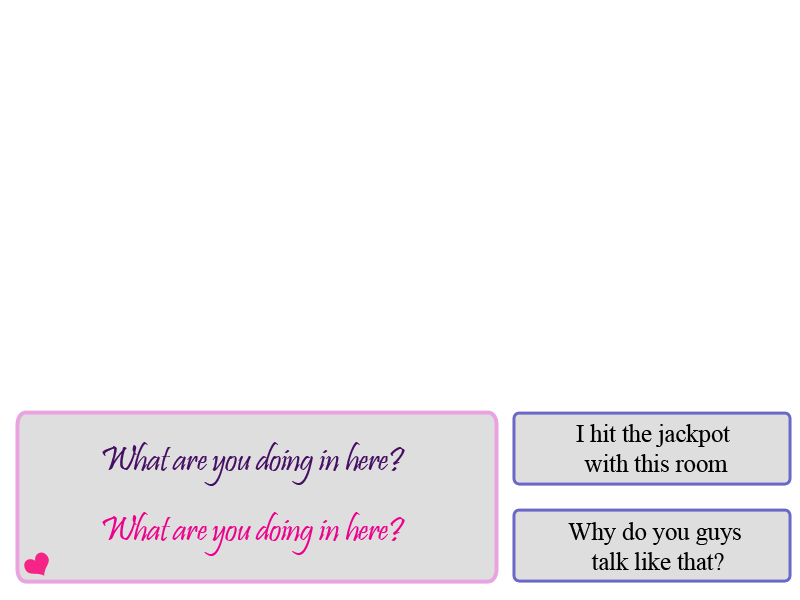 What are you doing in here?
What are you doing in here?
I hit the jackpot
with this room
Why do you guys
talk like that?